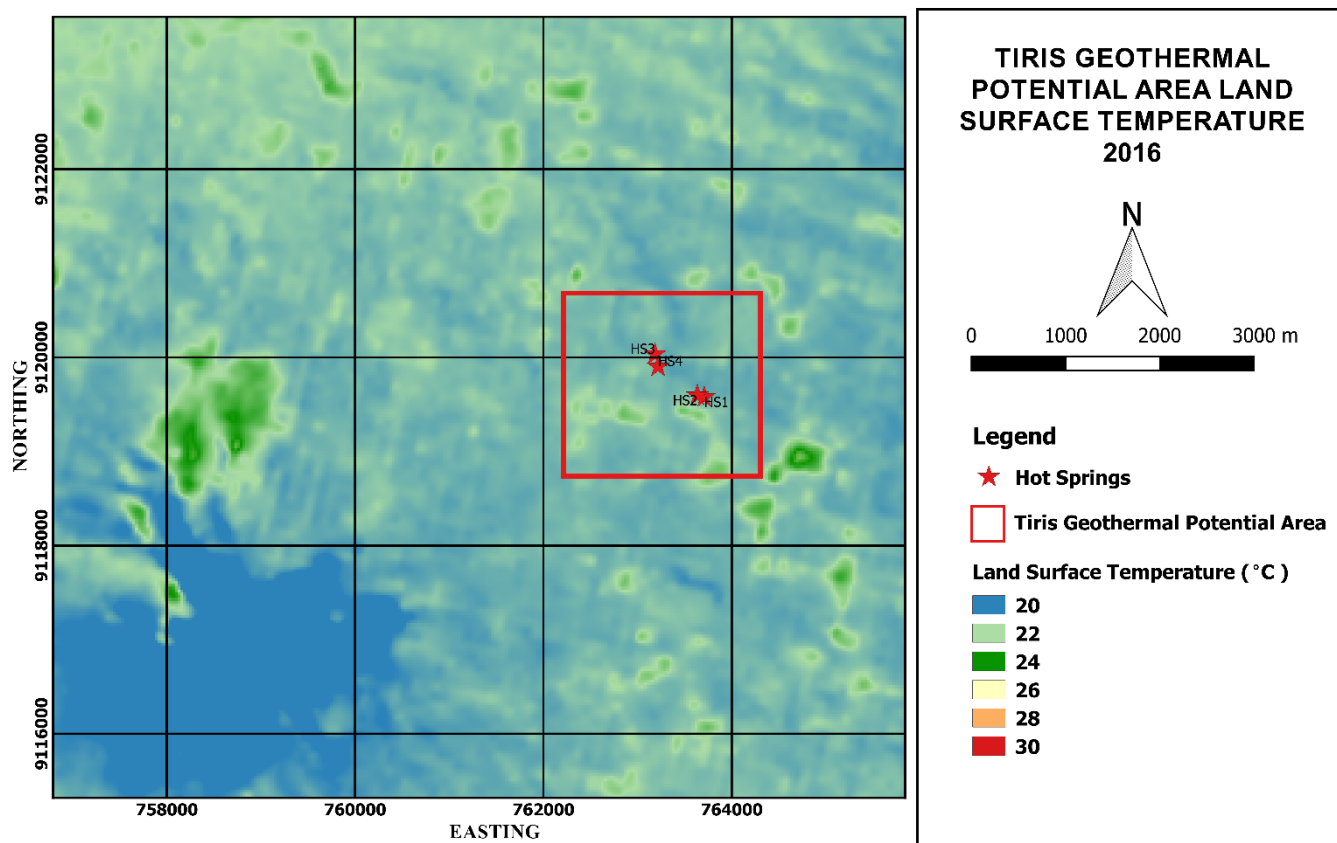 TIRIS GEOTHERMAL
POTENTIAL AREA LAND
SURFACE TEMPERATURE
2016
N
0 1000 2000 3000 m
Legend
Hot Springs
Tiris Geothermal Potential Area
Land Surface Temperature ( °C )
20
22
24
26
28
30
NORTHING
9122000
9120000
9118000
9116000
HS3
HS4
HS2
HS1
758000 760000 762000 764000
EASTING